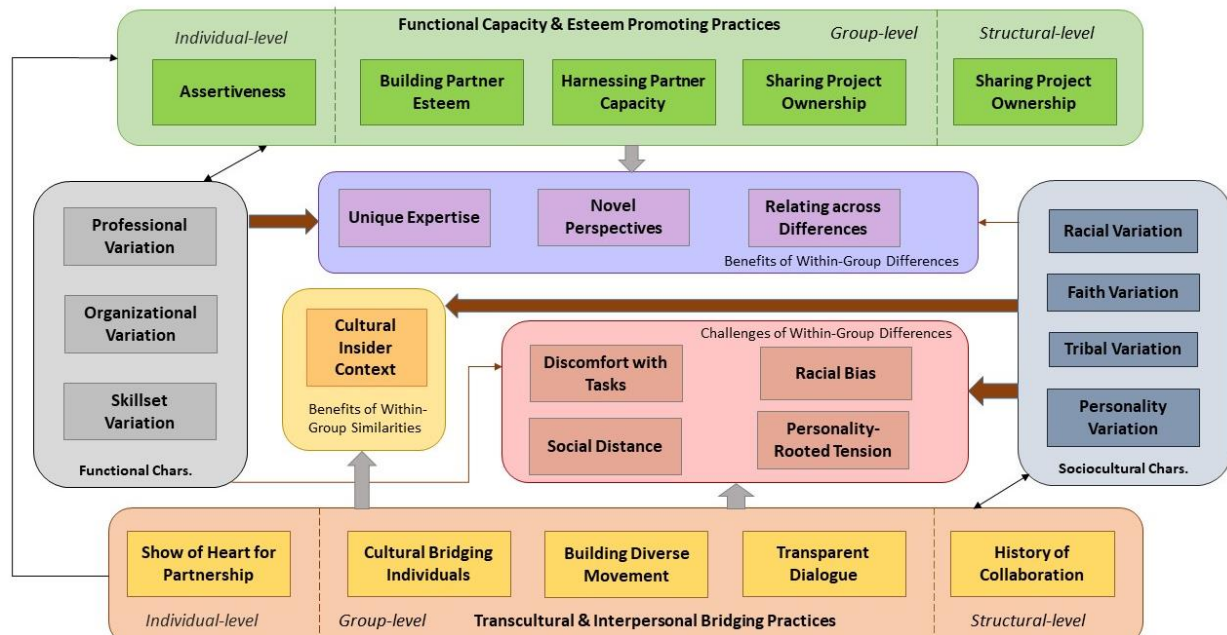 Functional Capacity & Esteem Promoting Practices
Individual-level
Group-level
Structural-level
Assertiveness
Building Partner
Esteem
Harnessing Partner
Capacity
Sharing Project
Ownership
Sharing Project
Ownership
Professional
Variation
Organizational
Variation
Skillset
Variation
Functional Chars.
Unique Expertise
Novel
Perspectives
Relating across
Differences
Benefits of Within-Group Differences
Racial Variation
Faith Variation
Tribal Variation
Personality
Variation
Sociocultural Chars.
Cultural
Insider
Context
Benefits of Within-
Group Similarities
Challenges of Within-Group Differences
Discomfort with
Tasks
Racial Bias
Social Distance
Personality-
Rooted Tension
Show of Heart for
Partnership
Cultural Bridging
Individuals
Building Diverse
Movement
Transparent
Dialogue
History of
Collaboration
Individual-level
Group-level
Transcultural & Interpersonal Bridging Practices
Structural-level